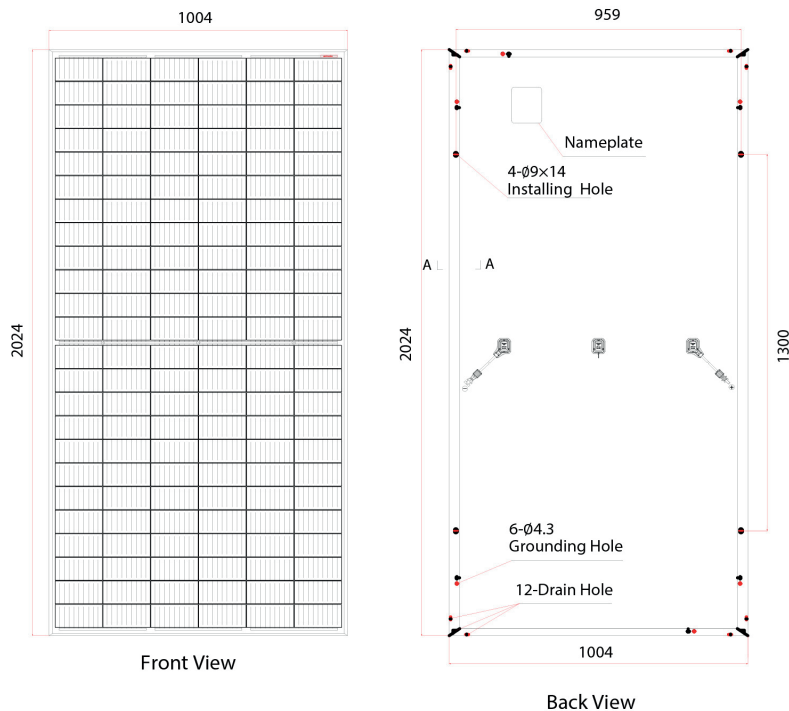 1004
2024
Front View
959
Nameplate
4-Ø9×14
Installing Hole
A
A
2024
1300
6-Ø4.3
Grounding Hole
12-Drain Hole
1004
Back View